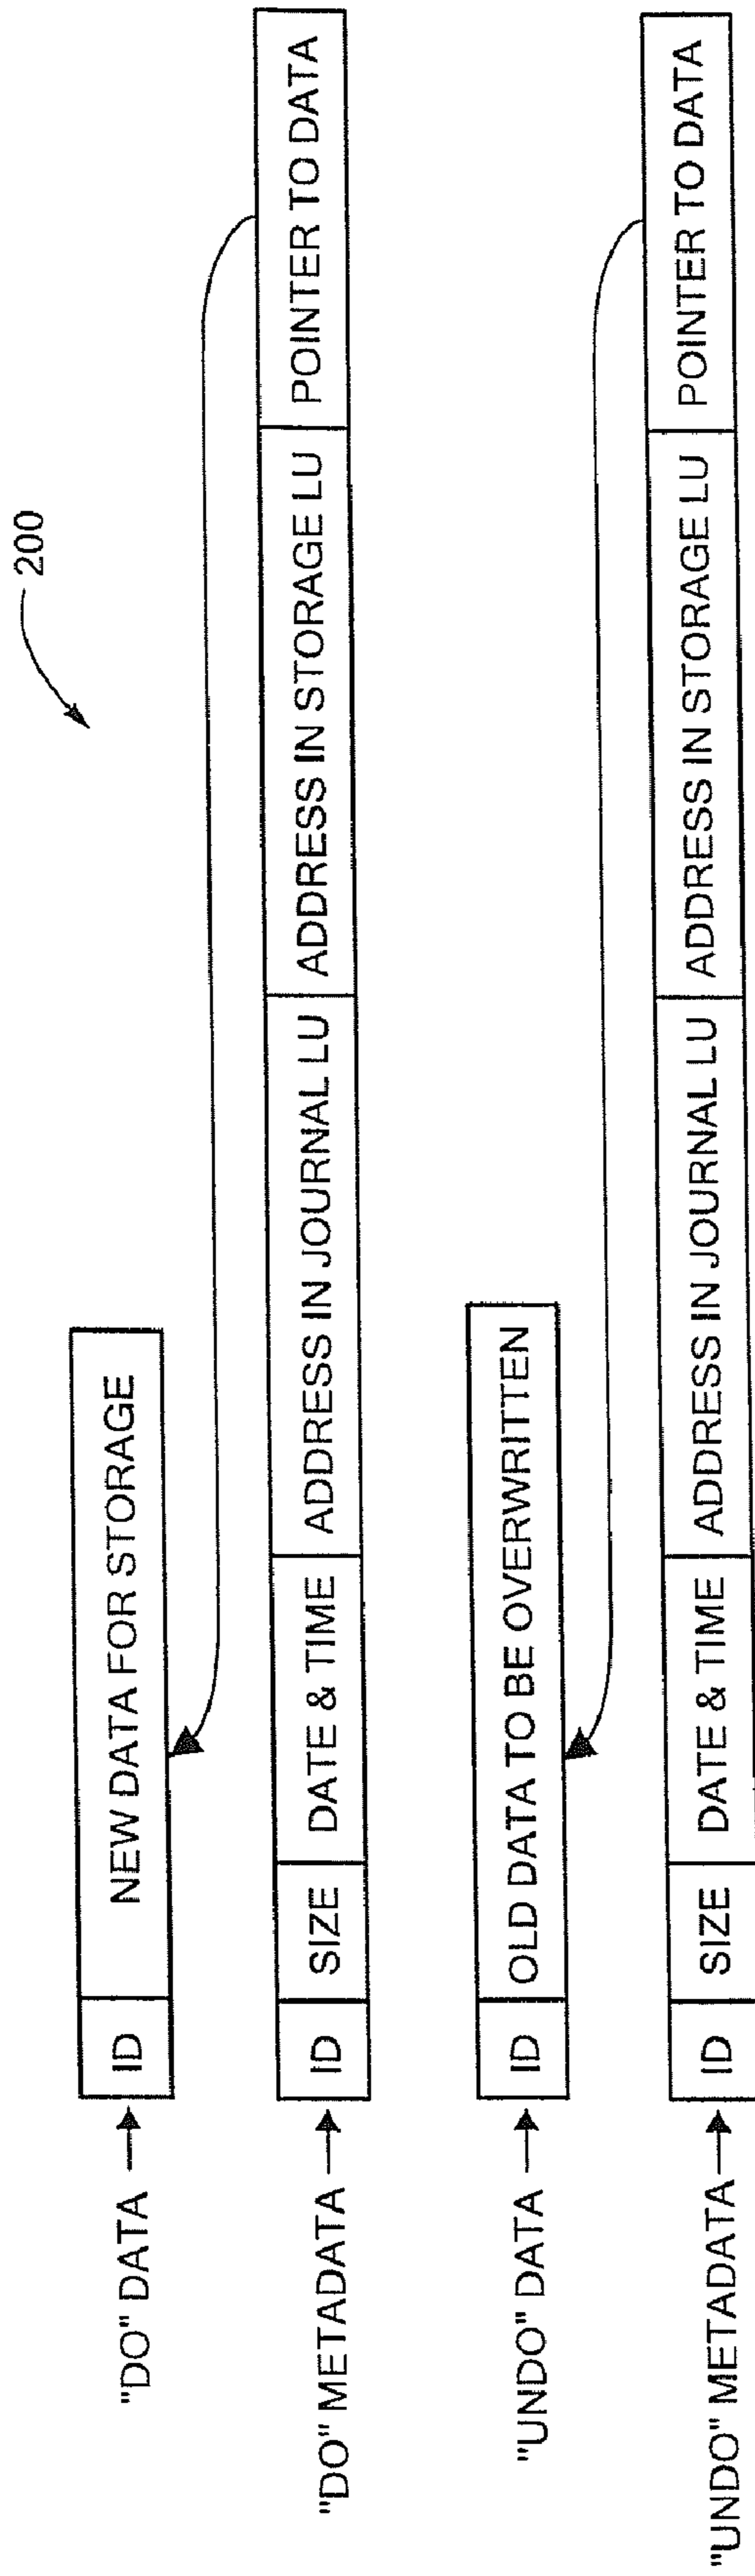 200
"DO" DATA ID NEW DATA FOR STORAGE
"DO" METADATA ID SIZE DATE & TIME ADDRESS IN JOURNAL LU ADDRESS IN STORAGE LU POINTER TO DATA
"UNDO" DATA ID OLD DATA TO BE OVERWRITTEN
"UNDO" METADATA ID SIZE DATE & TIME ADDRESS IN JOURNAL LU ADDRESS IN STORAGE LU POINTER TO DATA